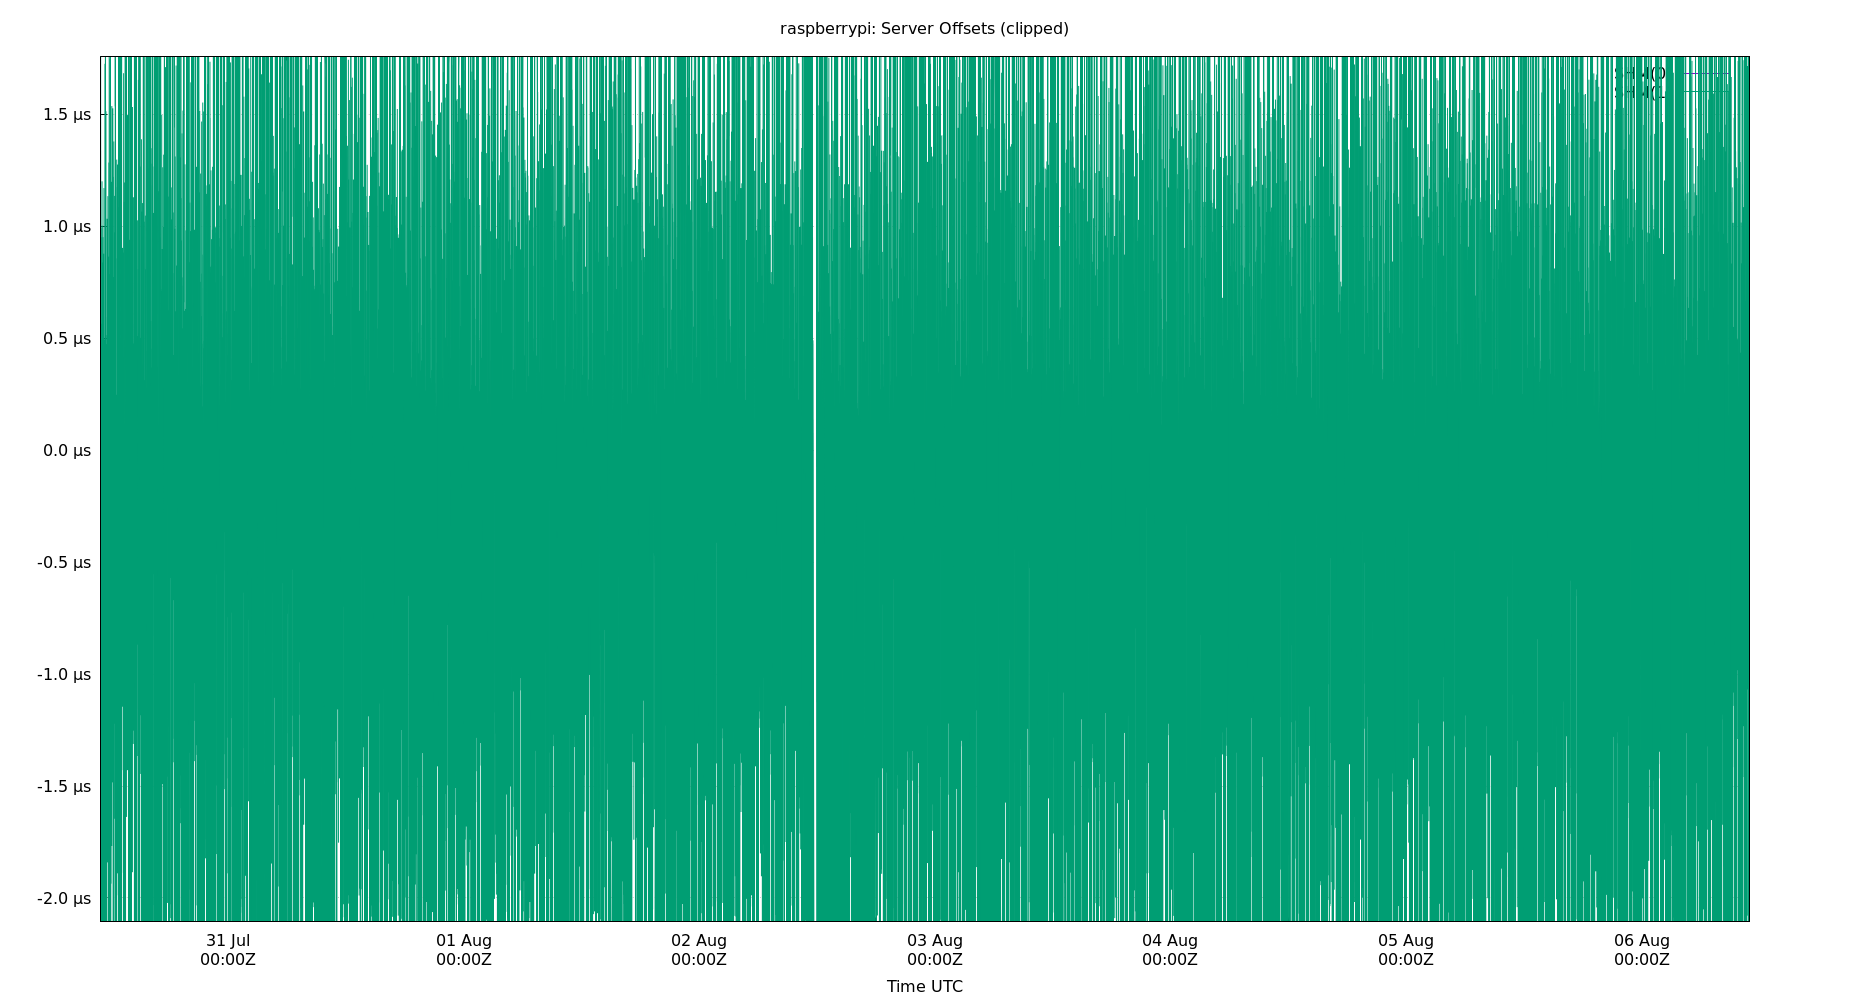 raspberrypi: Server Offsets (clipped)
1.5 µs
1.0 µs
0.5 µs
0.0 µs
-0.5 µs
-1.0 µs
-1.5 µs
-2.0 µs
31 Jul
00:00Z
01 Aug
00:00Z
02 Aug
00:00Z
03 Aug
00:00Z
04 Aug
00:00Z
05 Aug
00:00Z
06 Aug
00:00Z
Time UTC